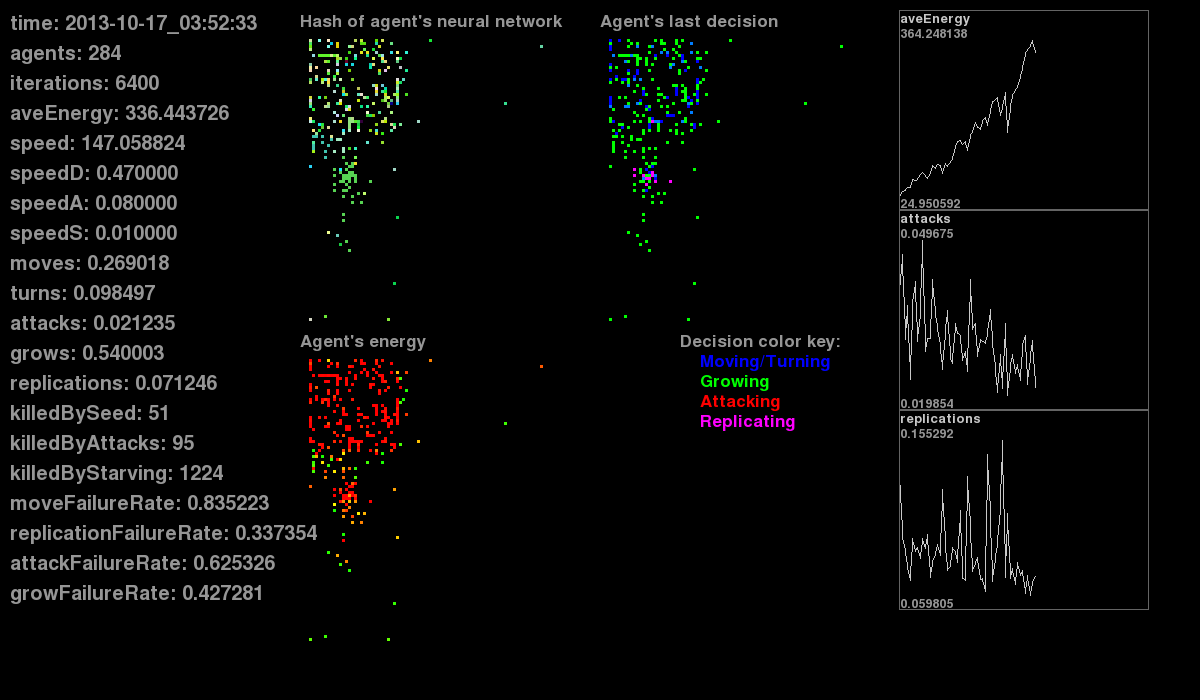 time: 2013-10-17_03:52:33
agents: 284
iterations: 6400
aveEnergy: 336.443726
speed: 147.058824
speedD: 0.470000
speedA: 0.080000
speedS: 0.010000
moves: 0.269018
turns: 0.098497
attacks: 0.021235
grows: 0.540003
replications: 0.071246
killedBySeed: 51
killedByAttacks: 95
killedByStarving: 1224
moveFailureRate: 0.835223
replicationFailureRate: 0.337354
attackFailureRate: 0.625326
growFailureRate: 0.427281
Hash of agent's neural network
Agent's last decision
Agent's energy
Decision color key:
Moving/Turning
Growing
Attacking
Replicating
aveEnergy
364.248138
24.950592
attacks
0.049675
0.019854
replications
0.155292
0.059805